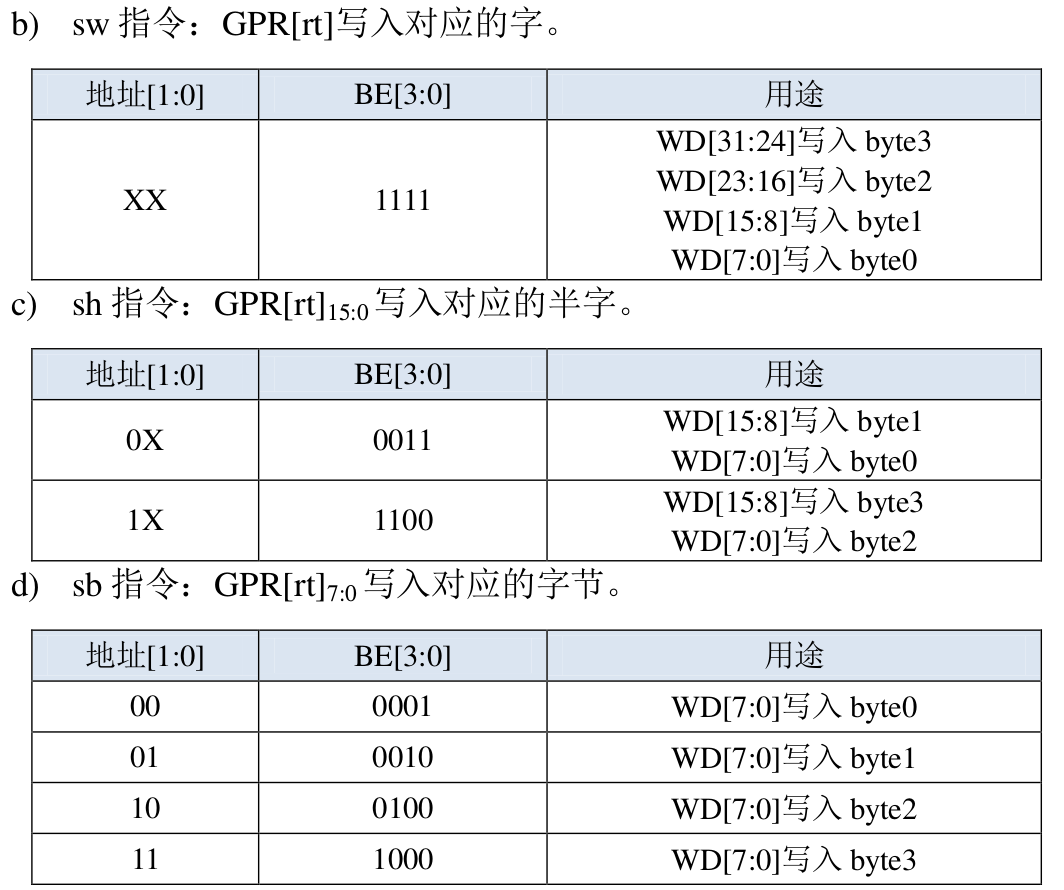 b) sw 指令：GPR[rt]写入对应的字。
地址[1:0] BE[3:0] 用途
XX 1111 WD[31:24]写入 byte3
WD[23:16]写入 byte2
WD[15:8]写入 byte1
WD[7:0]写入 byte0
c) sh 指令：GPR[rt]15:0 写入对应的半字。
地址[1:0] BE[3:0] 用途
0X 0011 WD[15:8]写入 byte1
WD[7:0]写入 byte0
1X 1100 WD[15:8]写入 byte3
WD[7:0]写入 byte2
d) sb 指令：GPR[rt]7:0 写入对应的字节。
地址[1:0] BE[3:0] 用途
00 0001 WD[7:0]写入 byte0
01 0010 WD[7:0]写入 byte1
10 0100 WD[7:0]写入 byte2
11 1000 WD[7:0]写入 byte3